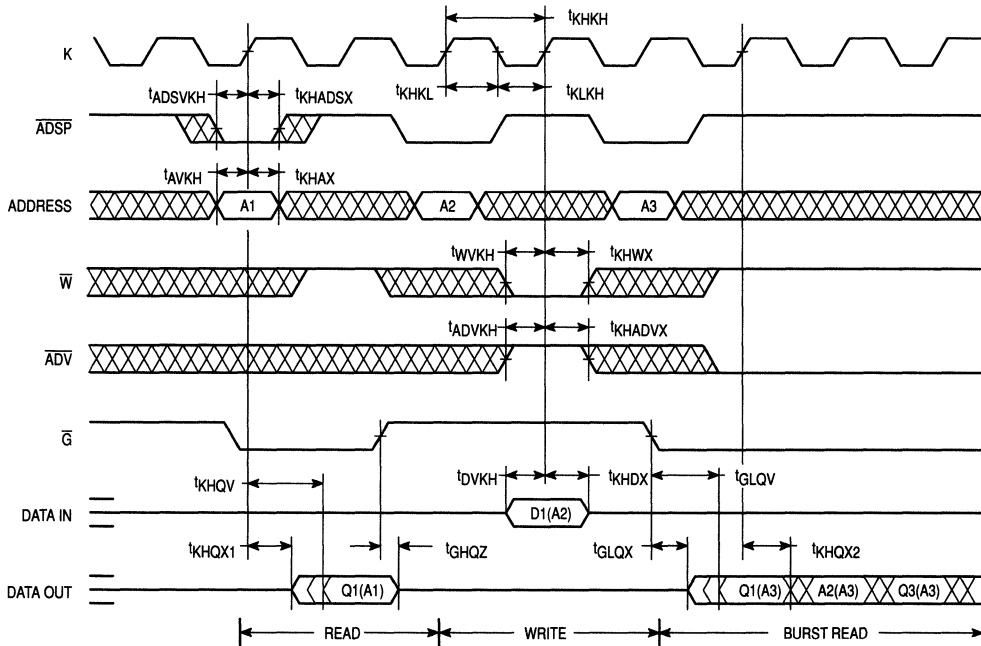 tKHKH
K
tADSVKH tKHADSX tKHKL tKLKH
ADSP
tAVKH tKHAX
ADDRESS A1 A2 A3
tWVKH tKHWX
W
tADVKH tKHADVX
ADV
G
tKHQV tDVKH tKHDX tGLQV
DATA IN D1(A2)
tKHQX1 tGHQZ tGLQX tKHQX2
DATA OUT Q1(A1) Q1(A3) A2(A3) Q3(A3)
READ WRITE BURST READ